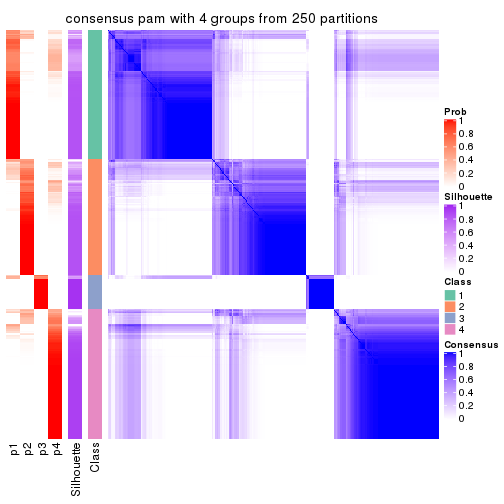 consensus pam with 4 groups from 250 partitions
Prob
1
0.8
0.6
0.4
0.2
0
Silhouette
1
0.8
0.6
0.4
0.2
0
Class
1
2
3
4
Consensus
1
0.8
0.6
0.4
0.2
0
p1
p2
p3
p4
Silhouette
Class